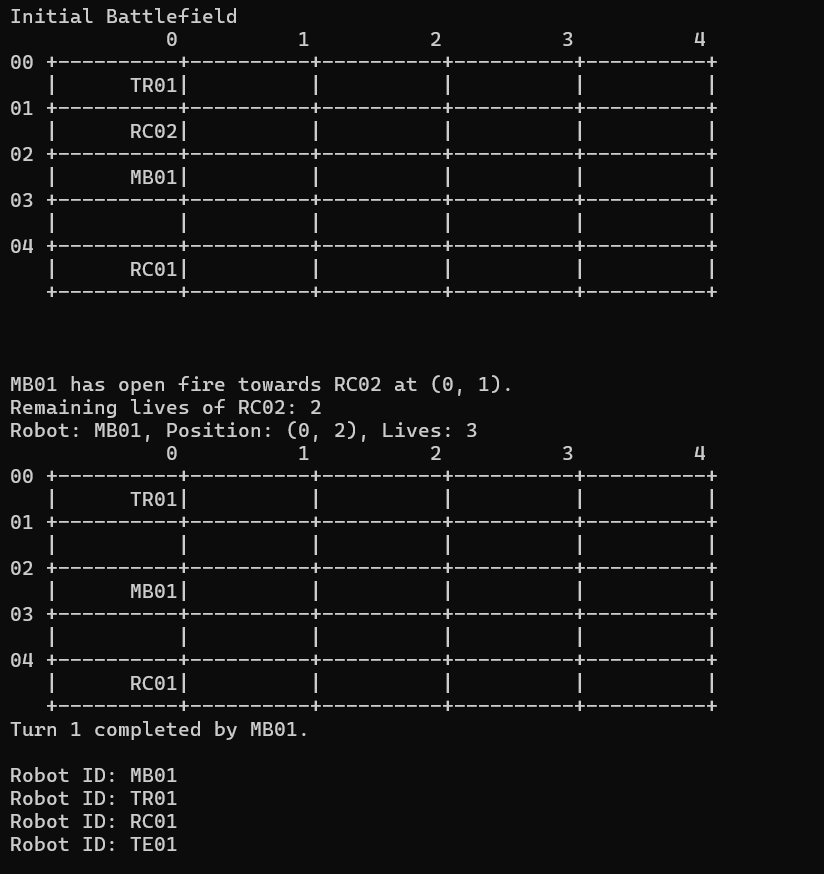 Initial Battlefield
             0          1          2          3          4
00 +----------+----------+----------+----------+----------+
   |      TR01|          |          |          |          |
01 +----------+----------+----------+----------+----------+
   |      RC02|          |          |          |          |
02 +----------+----------+----------+----------+----------+
   |      MB01|          |          |          |          |
03 +----------+----------+----------+----------+----------+
   |          |          |          |          |          |
04 +----------+----------+----------+----------+----------+
   |      RC01|          |          |          |          |
   +----------+----------+----------+----------+----------+
MB01 has open fire towards RC02 at (0, 1).
Remaining lives of RC02: 2
Robot: MB01, Position: (0, 2), Lives: 3
             0          1          2          3          4
00 +----------+----------+----------+----------+----------+
   |      TR01|          |          |          |          |
01 +----------+----------+----------+----------+----------+
   |          |          |          |          |          |
02 +----------+----------+----------+----------+----------+
   |      MB01|          |          |          |          |
03 +----------+----------+----------+----------+----------+
   |          |          |          |          |          |
04 +----------+----------+----------+----------+----------+
   |      RC01|          |          |          |          |
   +----------+----------+----------+----------+----------+
Turn 1 completed by MB01.
Robot ID: MB01
Robot ID: TR01
Robot ID: RC01
Robot ID: TE01